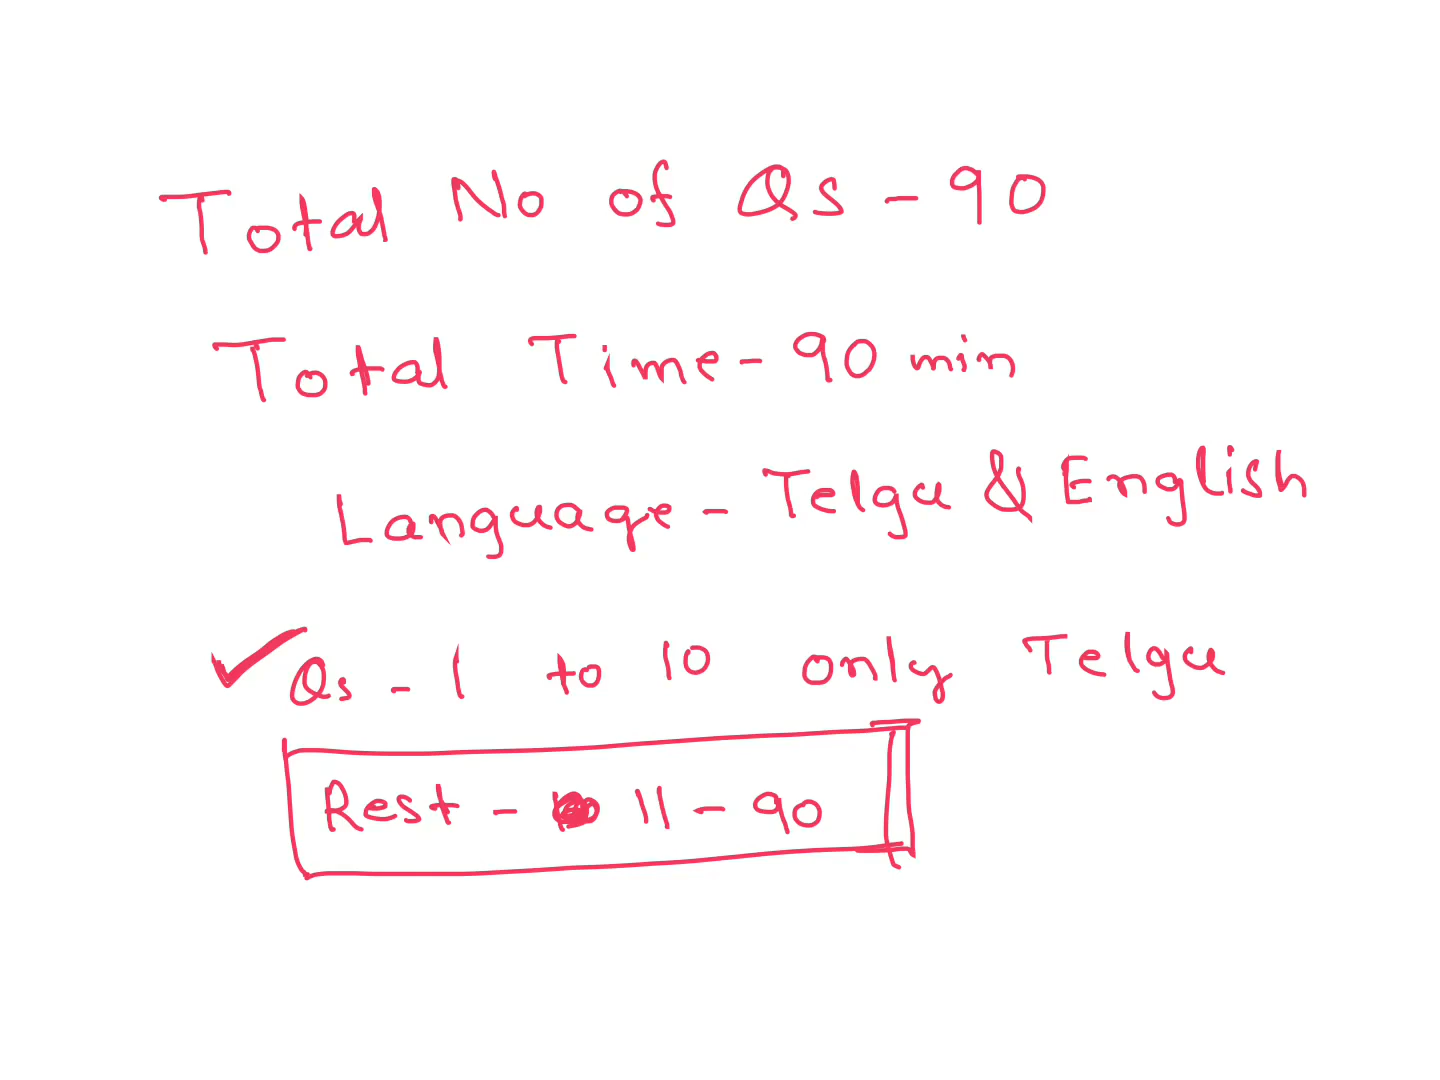 Total No of Qs - 90
Total Time - 90 min
Language - Telgu & English
Qs - 1 to 10 only Telgu
Rest - 11 - 90